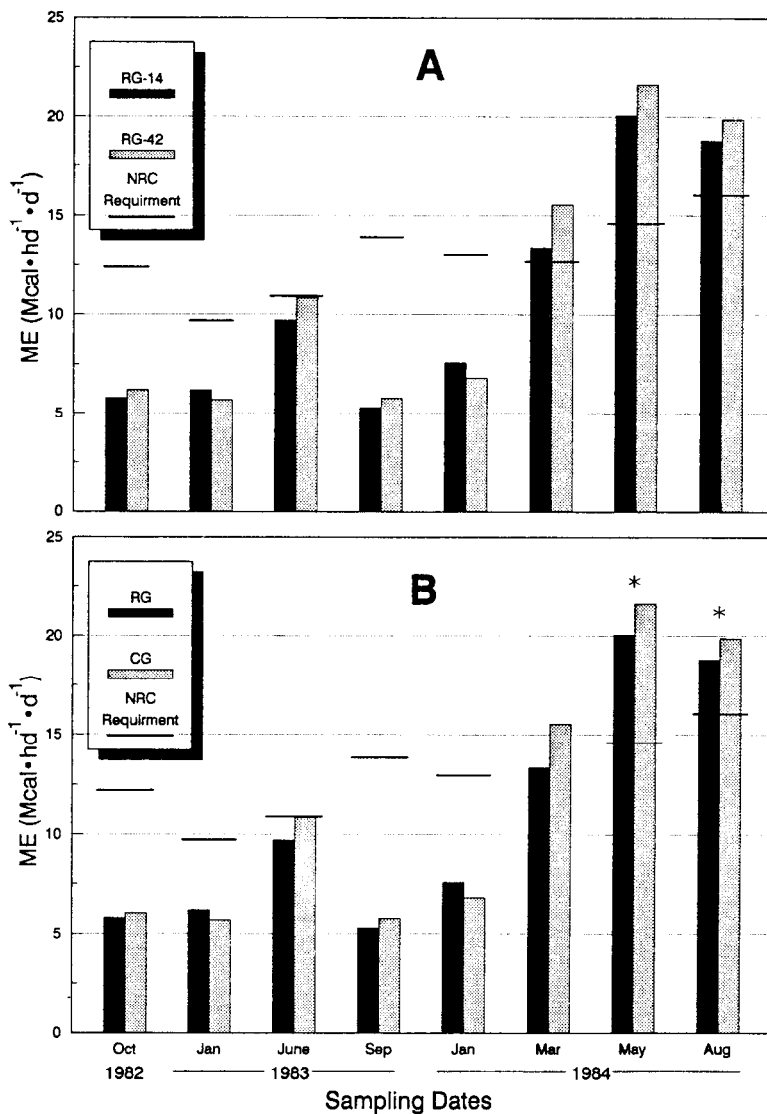 25
20
15
10
5
0
ME (Mcal•hd⁻¹•d⁻¹)
RG-14
RG-42
NRC
Requirment
A
25
20
15
10
5
0
ME (Mcal•hd⁻¹•d⁻¹)
RG
CG
NRC
Requirment
B
*
*
Oct Jan June Sep Jan Mar May Aug
1982 1983 1984
Sampling Dates